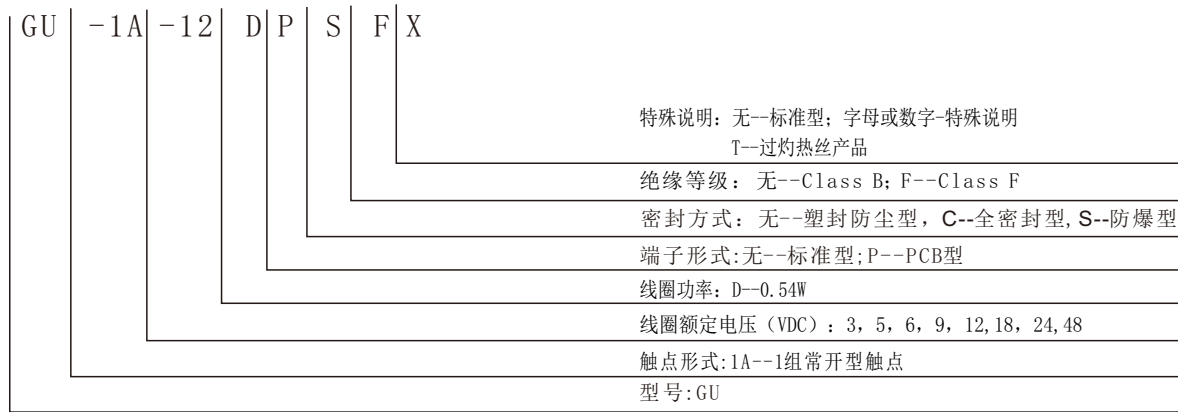 GU -1A -12 D P S F X
特殊说明: 无--标准型; 字母或数字-特殊说明
T--过灼热丝产品
绝缘等级: 无--Class B; F--Class F
密封方式: 无--塑封防尘型, C--全密封型, S--防爆型
端子形式:无--标准型;P--PCB型
线圈功率: D--0.54W
线圈额定电压 (VDC) : 3, 5, 6, 9, 12,18, 24,48
触点形式:1A--1组常开型触点
型号:GU